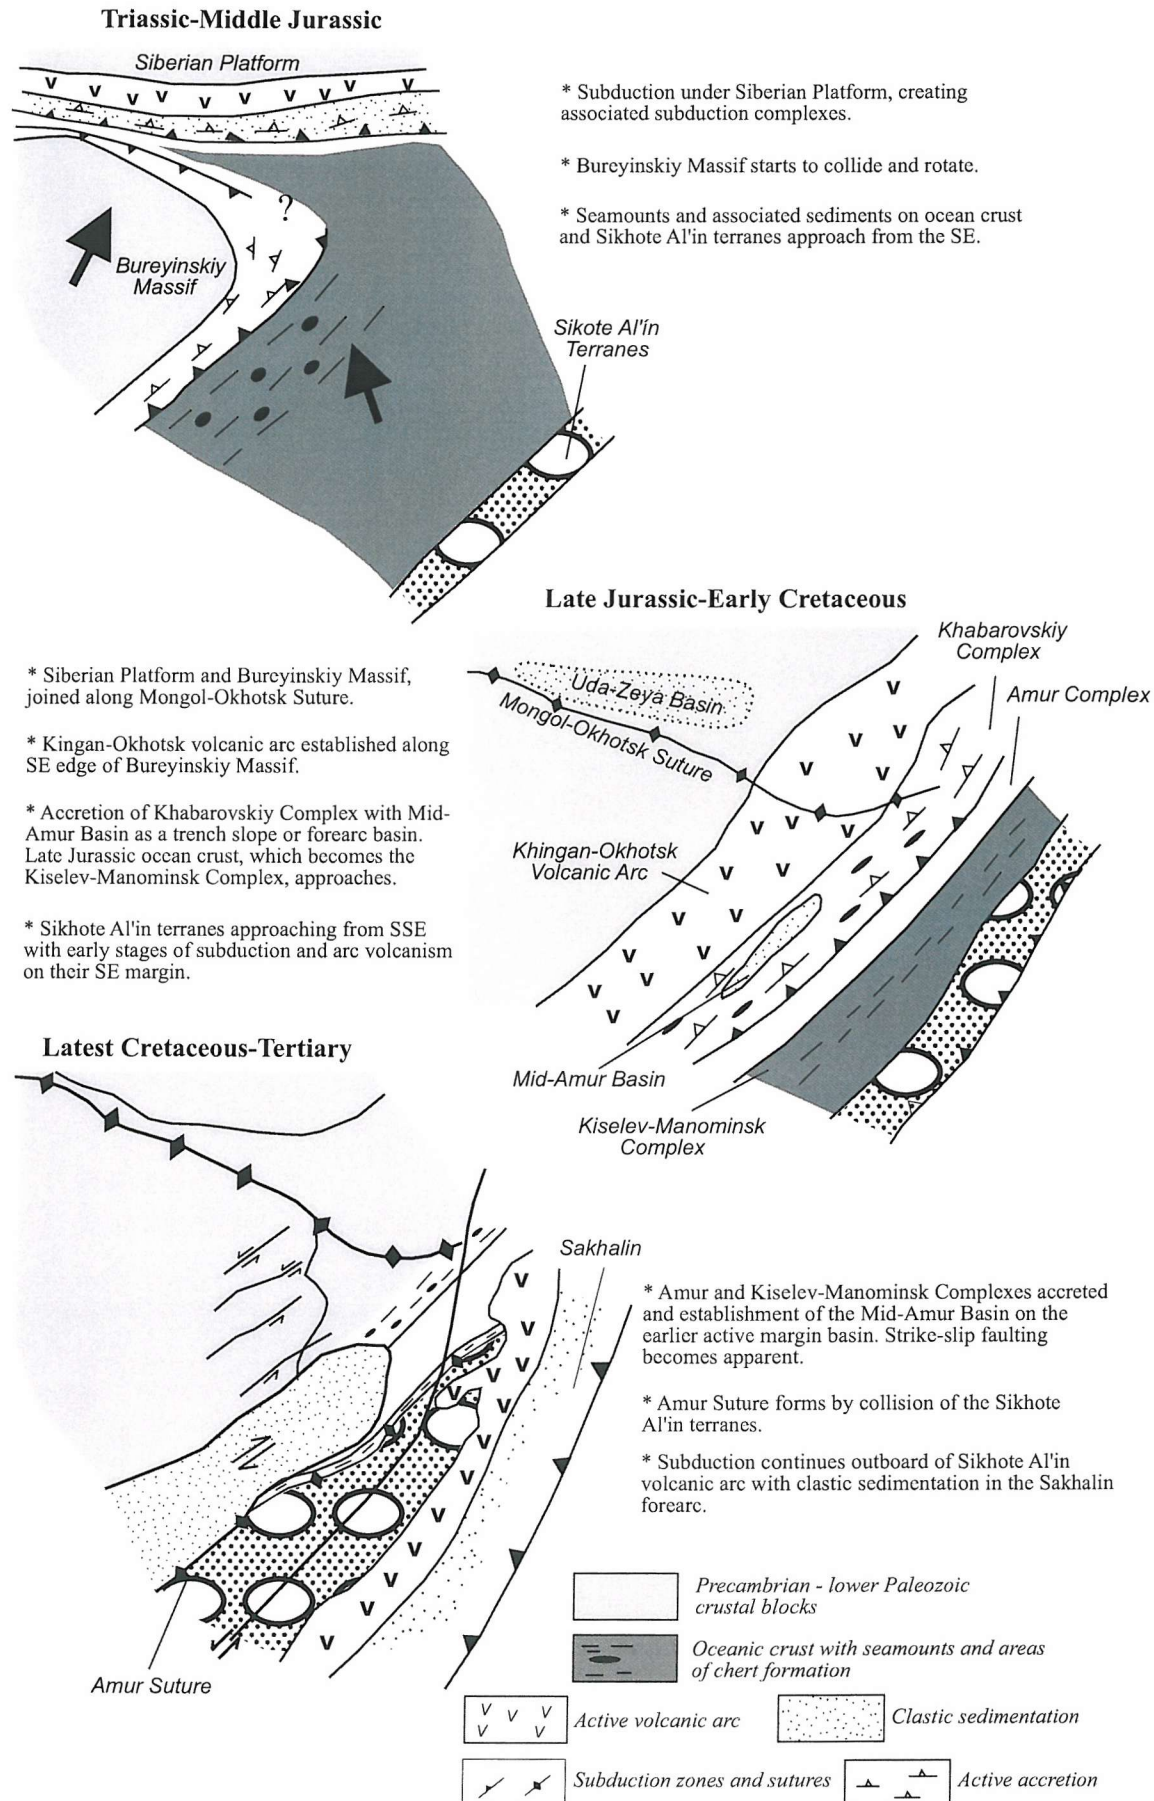 Triassic-Middle Jurassic
Siberian Platform
* Subduction under Siberian Platform, creating
associated subduction complexes.
* Bureyinskiy Massif starts to collide and rotate.
* Seamounts and associated sediments on ocean crust
and Sikhote Al'in terranes approach from the SE.
?
Bureyinskiy
Massif
Sikote Al'ín
Terranes
Late Jurassic-Early Cretaceous
* Siberian Platform and Bureyinskiy Massif,
joined along Mongol-Okhotsk Suture.
* Kingan-Okhotsk volcanic arc established along
SE edge of Bureyinskiy Massif.
* Accretion of Khabarovskiy Complex with Mid-
Amur Basin as a trench slope or forearc basin.
Late Jurassic ocean crust, which becomes the
Kiselev-Manominsk Complex, approaches.
* Sikhote Al'in terranes approaching from SSE
with early stages of subduction and arc volcanism
on their SE margin.
Khabarovskiy
Complex
Amur Complex
Uda-Zeya Basin
Mongol-Okhotsk Suture
Khingan-Okhotsk
Volcanic Arc
Mid-Amur Basin
Kiselev-Manominsk
Complex
Latest Cretaceous-Tertiary
Sakhalin
* Amur and Kiselev-Manominsk Complexes accreted
and establishment of the Mid-Amur Basin on the
earlier active margin basin. Strike-slip faulting
becomes apparent.
* Amur Suture forms by collision of the Sikhote
Al'in terranes.
* Subduction continues outboard of Sikhote Al'in
volcanic arc with clastic sedimentation in the Sakhalin
forearc.
Amur Suture
Precambrian - lower Paleozoic
crustal blocks
Oceanic crust with seamounts and areas
of chert formation
Active volcanic arc
Clastic sedimentation
Subduction zones and sutures
Active accretion